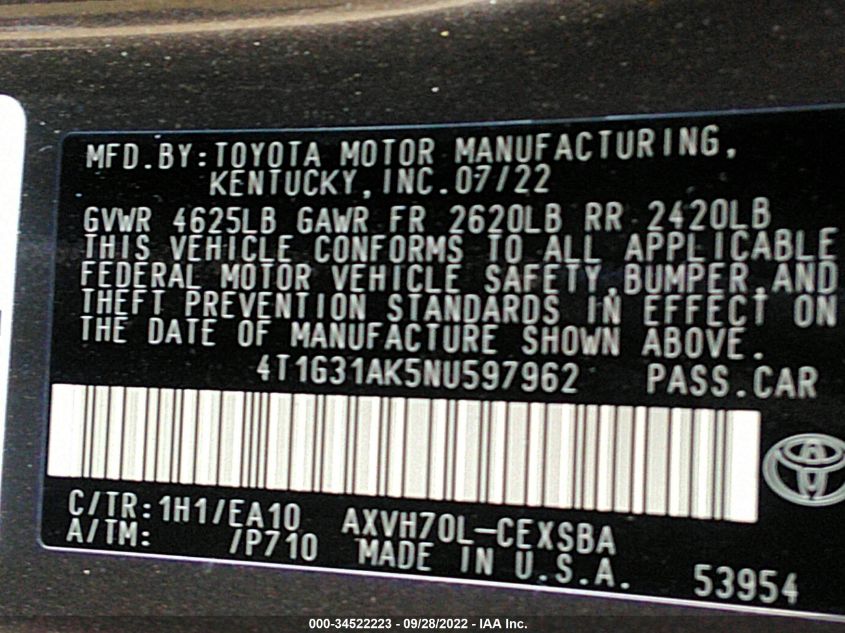 MFD.BY:TOYOTA MOTOR MANUFACTURING,
KENTUCKY,INC.07/22
GVWR 4625LB GAWR FR 2620LB RR 2420LB
THIS VEHICLE CONFORMS TO ALL APPLICABLE
FEDERAL MOTOR VEHICLE SAFETY,BUMPER,AND
THEFT PREVENTION STANDARDS IN EFFECT ON
THE DATE OF MANUFACTURE SHOWN ABOVE.
4T1G31AK5NU597962 PASS.CAR
C/TR:1H1/EA10 AXVH70L-CEXSBA
A/TM: /P710 MADE IN U.S.A.
53954
000-34522223 - 09/28/2022 - IAA Inc.